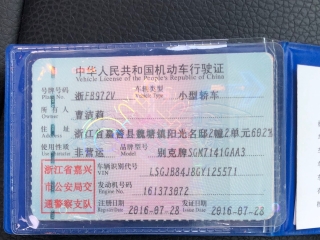 中华人民共和国机动车行驶证
Vehicle License of the People's Republic of China
号牌号码 浙F8972V 车辆类型 小型轿车
Plate No. Vehicle Type
所有人 曹洁莉
Owner
住址 浙江省嘉善县魏塘镇阳光名邸2幢2单元602室
Address
使用性质 非营运 品牌型号 别克牌SGM7141GAA3
Use Character Model
浙江省嘉兴
市公安局交
通警察支队
车辆识别代号 LSGJB84J8GY125571
VIN
发动机号码 161373072
Engine No.
注册日期 2016-07-28 发证日期 2016-07-28
Register Date Issue Date